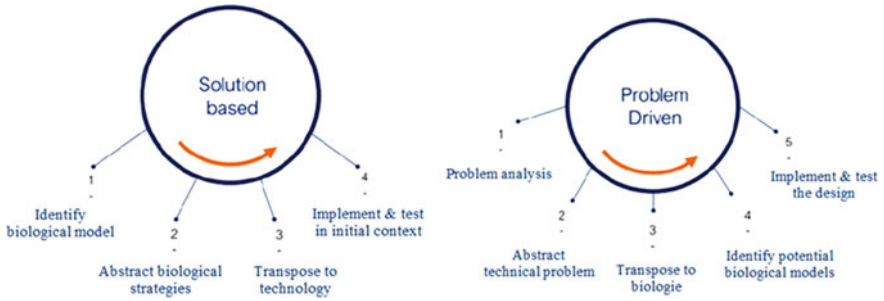 Solution
based
1
-
Identify
biological model
2
-
Abstract biological
strategies
3
-
Transpose to
technology
4
-
Implement & test
in initial context
Problem
Driven
1
-
Problem analysis
2
-
Abstract
technical problem
3
-
Transpose to
biologie
4
-
Identify potential
biological models
5
-
Implement & test
the design